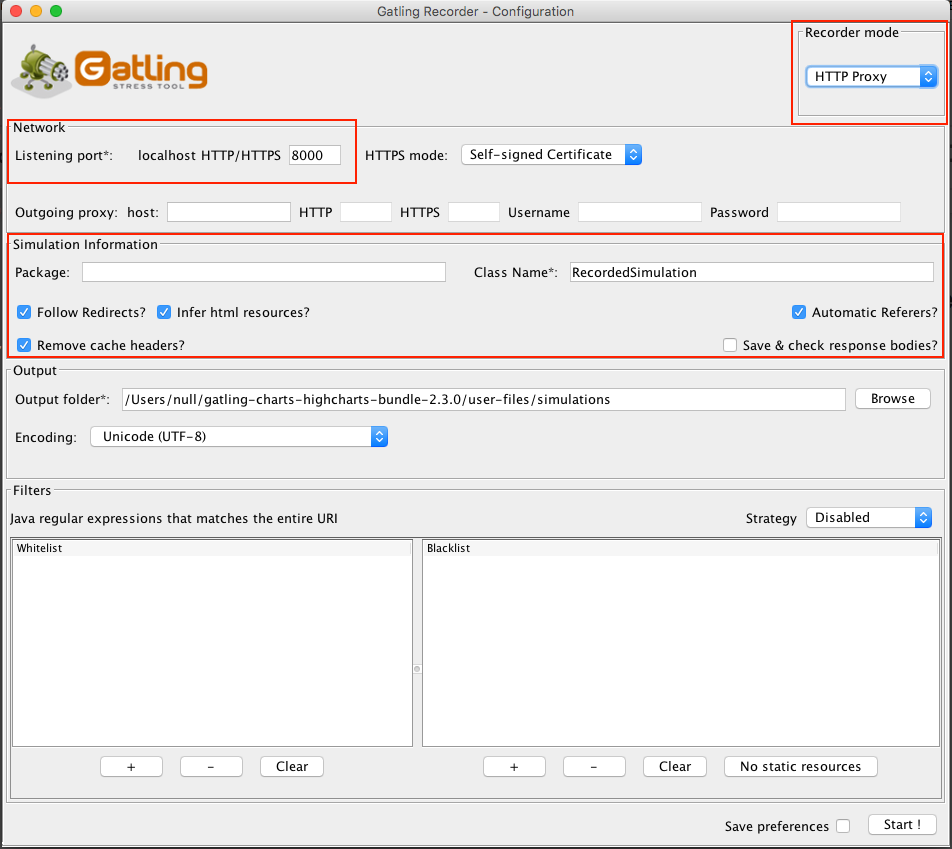 Gatling Recorder - Configuration
Gatling
STRESS TOOL
Recorder mode
HTTP Proxy
Network
Listening port*: localhost HTTP/HTTPS 8000 HTTPS mode: Self-signed Certificate
Outgoing proxy: host: HTTP HTTPS Username Password
Simulation Information
Package: Class Name*: RecordedSimulation
Follow Redirects? Infer html resources? Automatic Referers?
Remove cache headers? Save & check response bodies?
Output
Output folder*: /Users/null/gatling-charts-highcharts-bundle-2.3.0/user-files/simulations Browse
Encoding: Unicode (UTF-8)
Filters
Java regular expressions that matches the entire URI Strategy Disabled
Whitelist Blacklist
+ - Clear + - Clear No static resources
Save preferences Start !